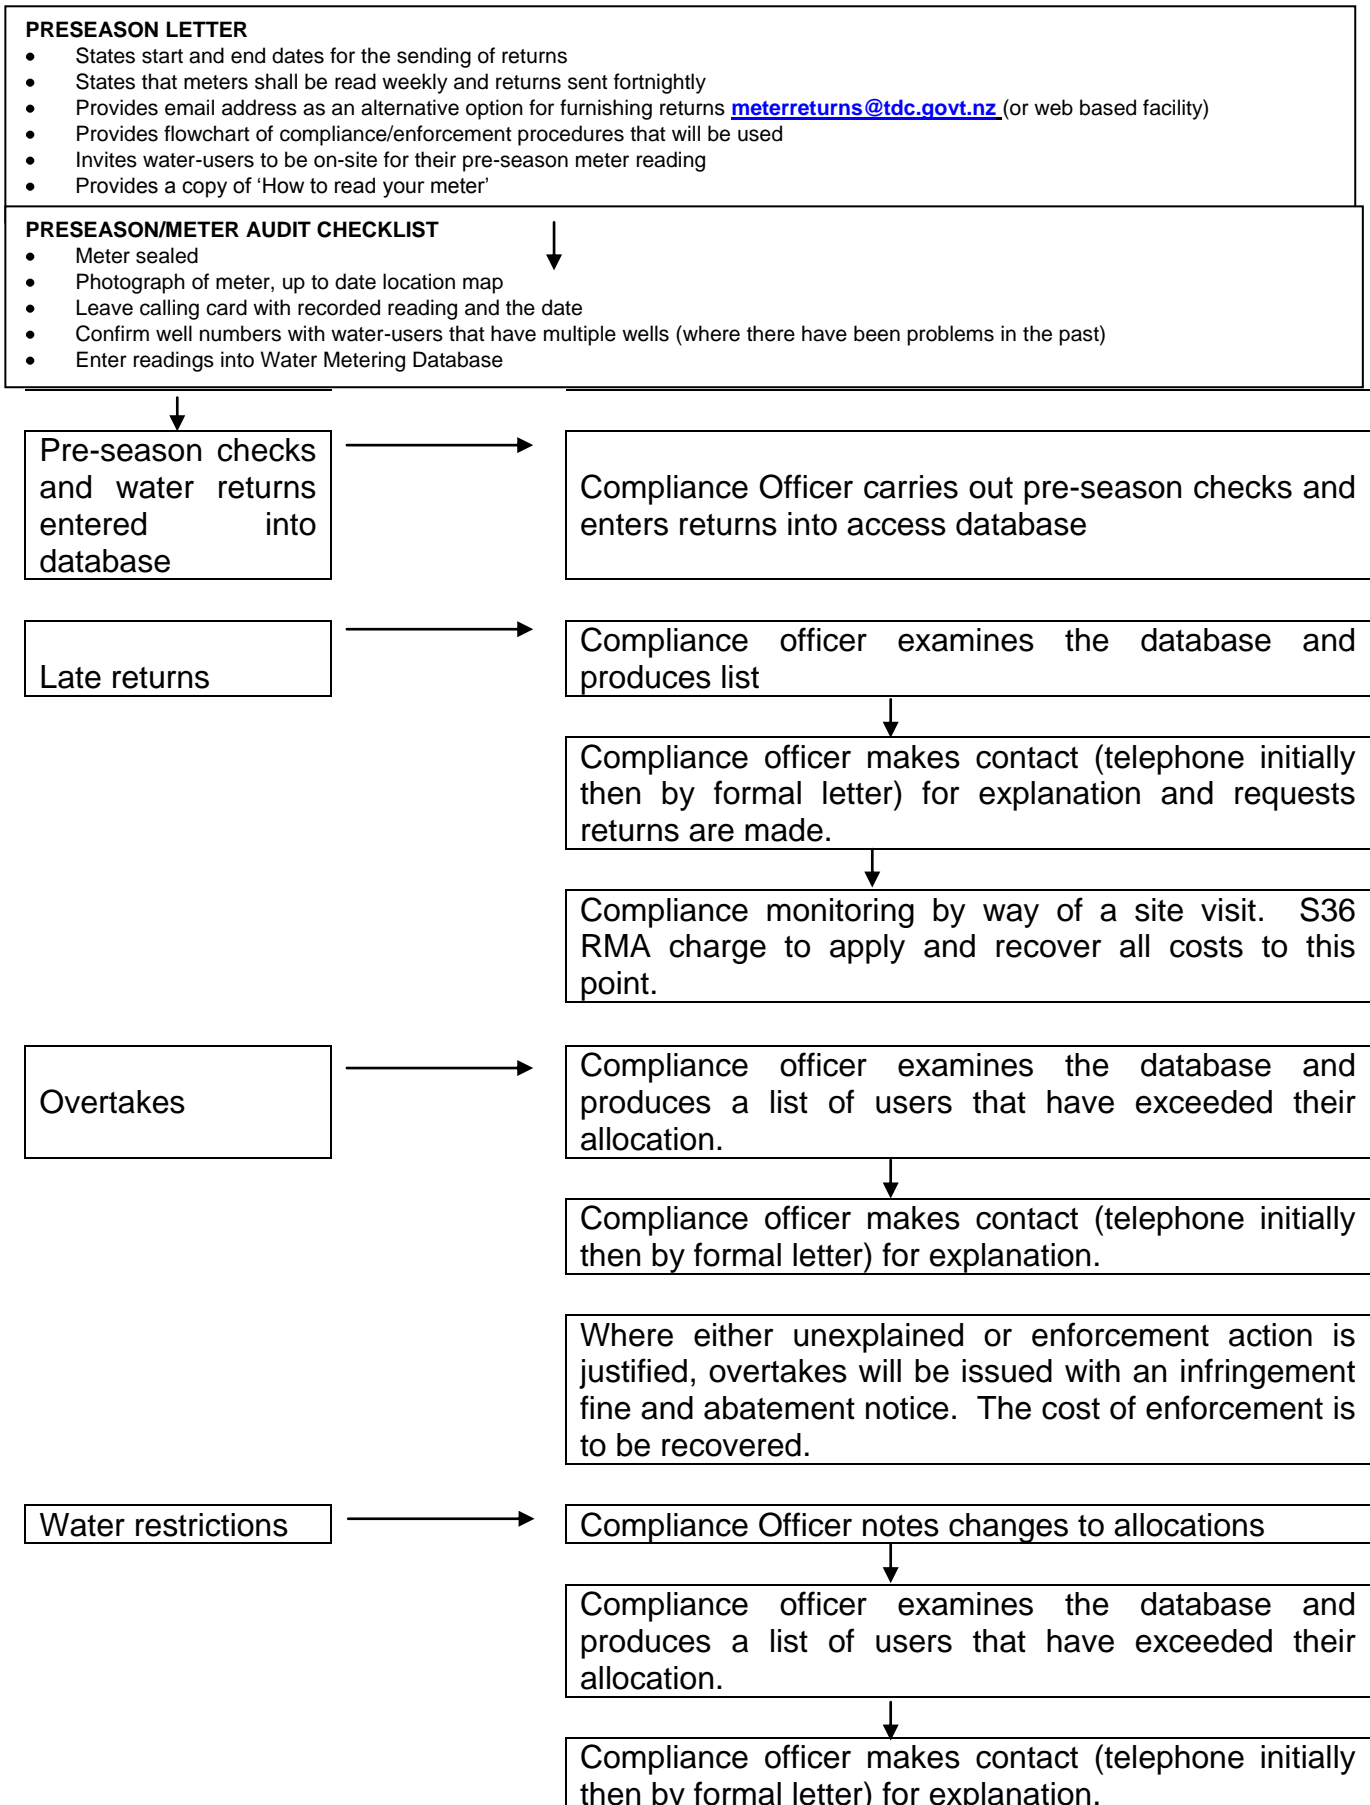 PRESEASON LETTER
• States start and end dates for the sending of returns
• States that meters shall be read weekly and returns sent fortnightly
• Provides email address as an alternative option for furnishing returns meterreturns@tdc.govt.nz (or web based facility)
• Provides flowchart of compliance/enforcement procedures that will be used
• Invites water-users to be on-site for their pre-season meter reading
• Provides a copy of ‘How to read your meter’
PRESEASON/METER AUDIT CHECKLIST
• Meter sealed
• Photograph of meter, up to date location map
• Leave calling card with recorded reading and the date
• Confirm well numbers with water-users that have multiple wells (where there have been problems in the past)
• Enter readings into Water Metering Database
Pre-season checks
and water returns
entered into
database
Compliance Officer carries out pre-season checks and
enters returns into access database
Late returns
Compliance officer examines the database and
produces list
Compliance officer makes contact (telephone initially
then by formal letter) for explanation and requests
returns are made.
Compliance monitoring by way of a site visit. S36
RMA charge to apply and recover all costs to this
point.
Overtakes
Compliance officer examines the database and
produces a list of users that have exceeded their
allocation.
Compliance officer makes contact (telephone initially
then by formal letter) for explanation.
Where either unexplained or enforcement action is
justified, overtakes will be issued with an infringement
fine and abatement notice. The cost of enforcement is
to be recovered.
Water restrictions
Compliance Officer notes changes to allocations
Compliance officer examines the database and
produces a list of users that have exceeded their
allocation.
Compliance officer makes contact (telephone initially
then by formal letter) for explanation.